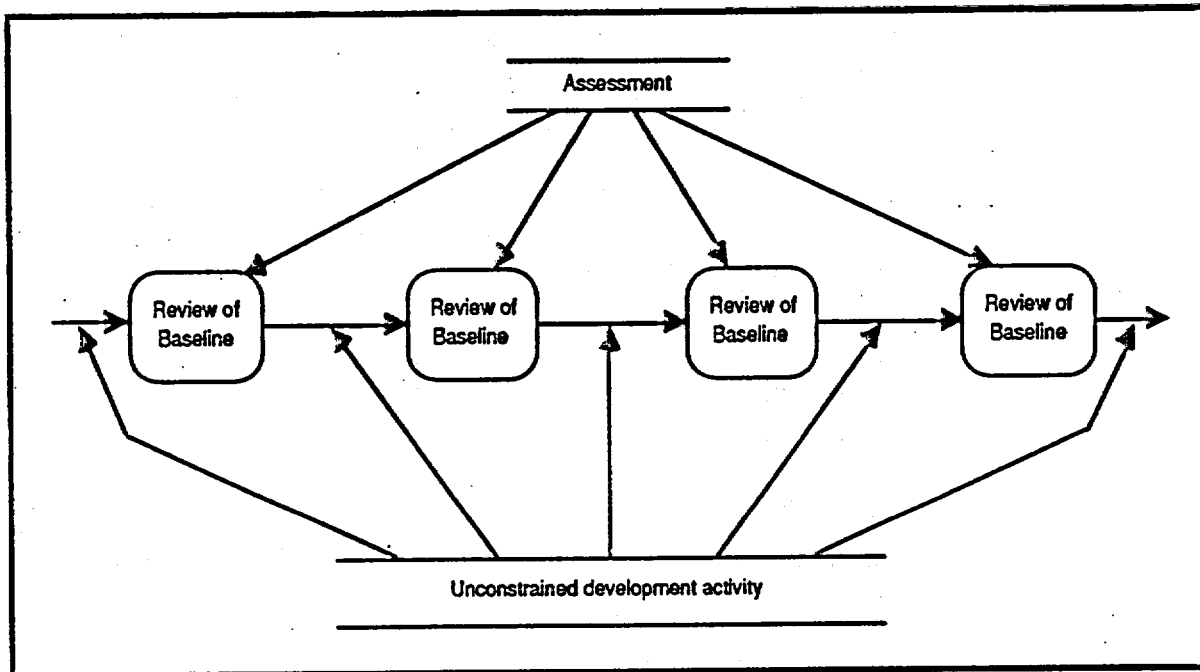 Assessment
Review of
Baseline
Review of
Baseline
Review of
Baseline
Review of
Baseline
Unconstrained development activity